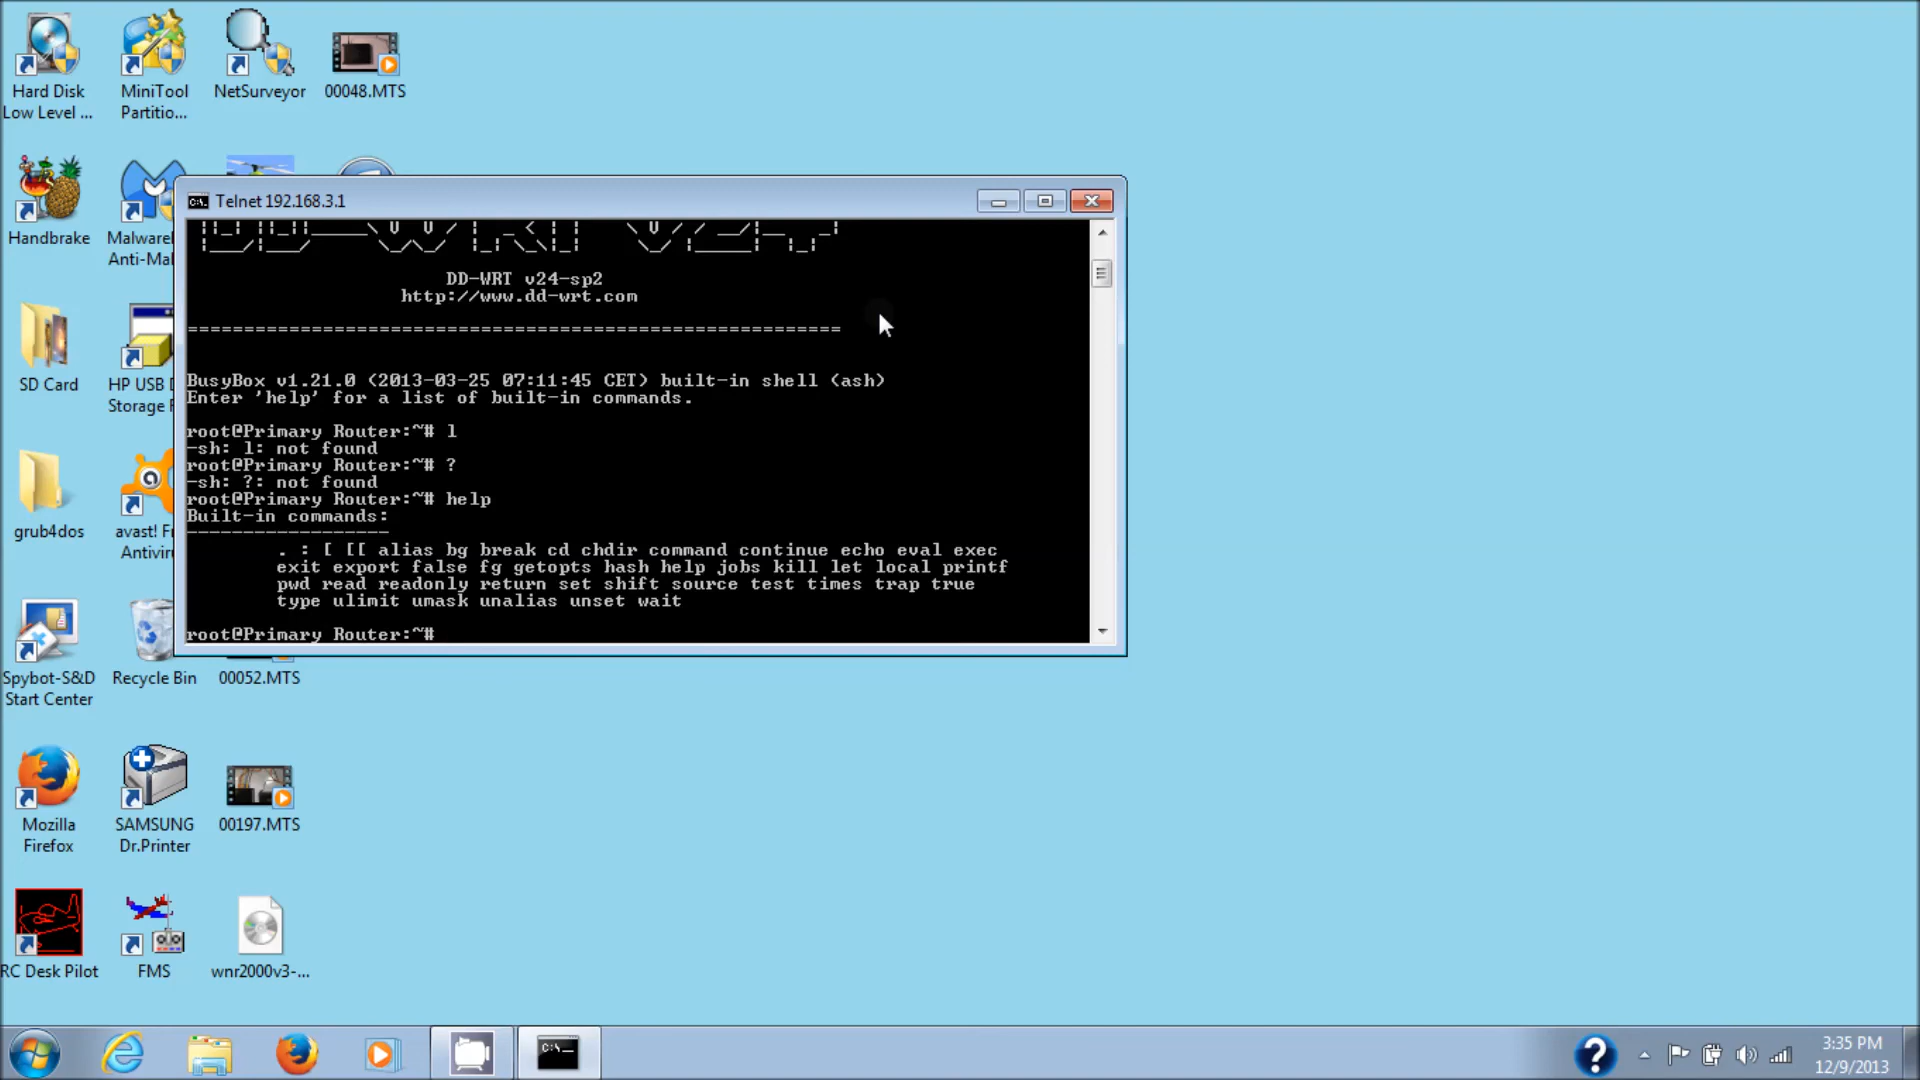 Hard Disk
Low Level ...
MiniTool
Partitio...
NetSurveyor
00048.MTS
Handbrake
Malware
Anti-Mal
SD Card
HP USB
Storage
grub4dos
avast! Fr
Antiviru
Spybot-S&D
Start Center
Recycle Bin
00052.MTS
Mozilla
Firefox
SAMSUNG
Dr.Printer
00197.MTS
RC Desk Pilot
FMS
wnr2000v3-...
Telnet 192.168.3.1
DD-WRT v24
DD-WRT v24-sp2
http://www.dd-wrt.com
==========================================================
BusyBox v1.21.0 (2013-03-25 07:11:45 CET) built-in shell (ash)
Enter 'help' for a list of built-in commands.
root@Primary Router:~# l
-sh: l: not found
root@Primary Router:~# ?
-sh: ?: not found
root@Primary Router:~# help
Built-in commands:
------------------
. : [ [[ alias bg break cd chdir command continue echo eval exec
exit export false fg getopts hash help jobs kill let local printf
pwd read readonly return set shift source test times trap true
type ulimit umask unalias unset wait
root@Primary Router:~#
3:35 PM
12/9/2013